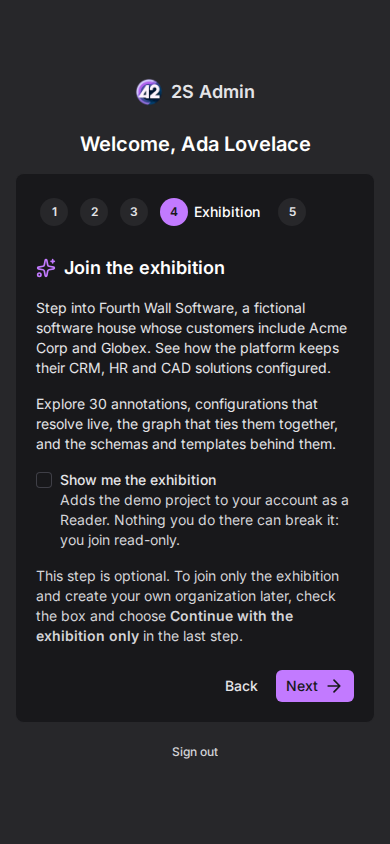 2S Admin
Welcome, Ada Lovelace
1
2
3
4 Exhibition
5
Join the exhibition
Step into Fourth Wall Software, a fictional
software house whose customers include Acme
Corp and Globex. See how the platform keeps
their CRM, HR and CAD solutions configured.
Explore 30 annotations, configurations that
resolve live, the graph that ties them together,
and the schemas and templates behind them.
Show me the exhibition
Adds the demo project to your account as a
Reader. Nothing you do there can break it:
you join read-only.
This step is optional. To join only the exhibition
and create your own organization later, check
the box and choose Continue with the
exhibition only in the last step.
Back
Next
Sign out